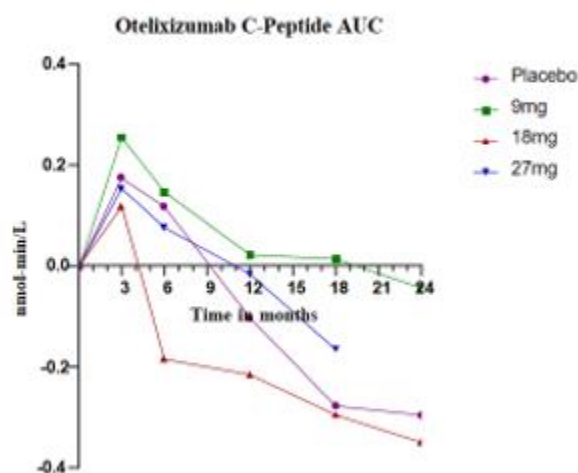 Otelixizumab C-Peptide AUC
0.4
0.2
0.0
-0.2
-0.4
nmol-min/L
3 6 9 12 15 18 21 24
Time in months
Placebo
9mg
18mg
27mg